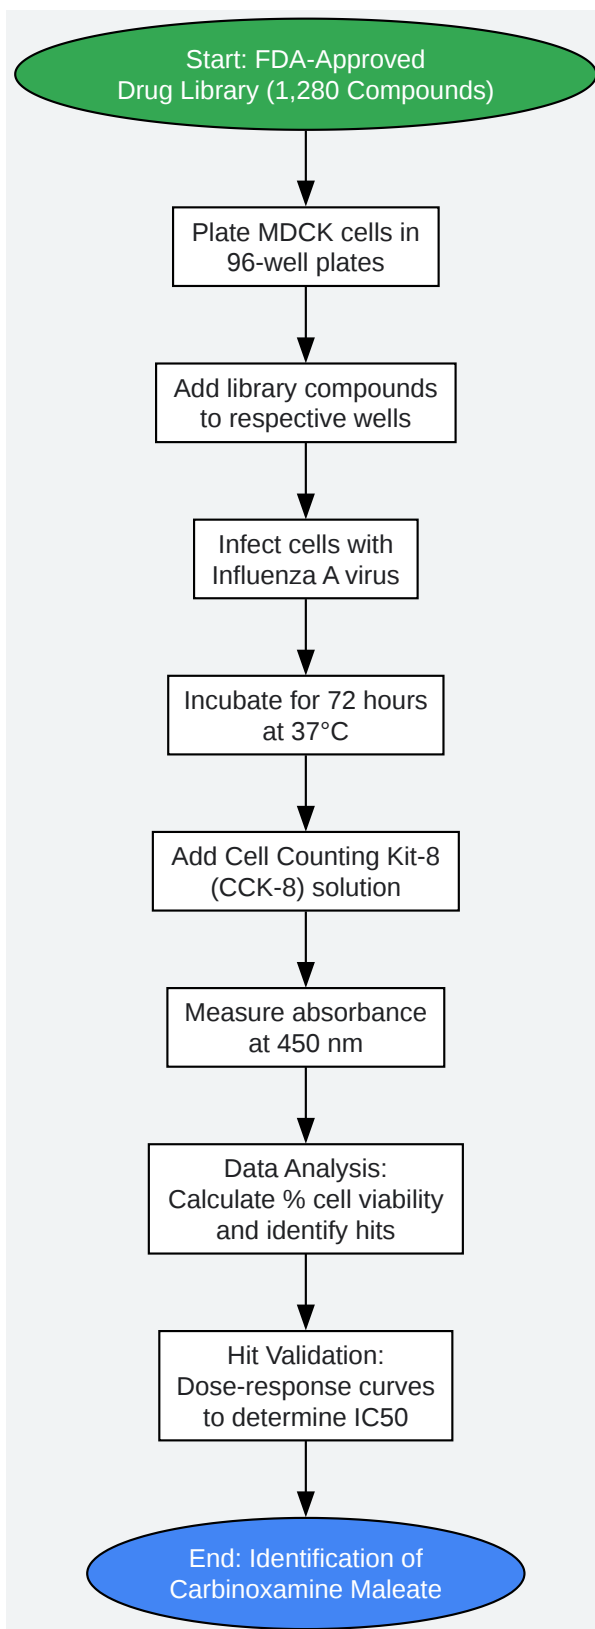 Start: FDA-Approved
Drug Library (1,280 Compounds)
Plate MDCK cells in
96-well plates
Add library compounds
to respective wells
Infect cells with
Influenza A virus
Incubate for 72 hours
at 37°C
Add Cell Counting Kit-8
(CCK-8) solution
Measure absorbance
at 450 nm
Data Analysis:
Calculate % cell viability
and identify hits
Hit Validation:
Dose-response curves
to determine IC50
End: Identification of
Carbinoxamine Maleate